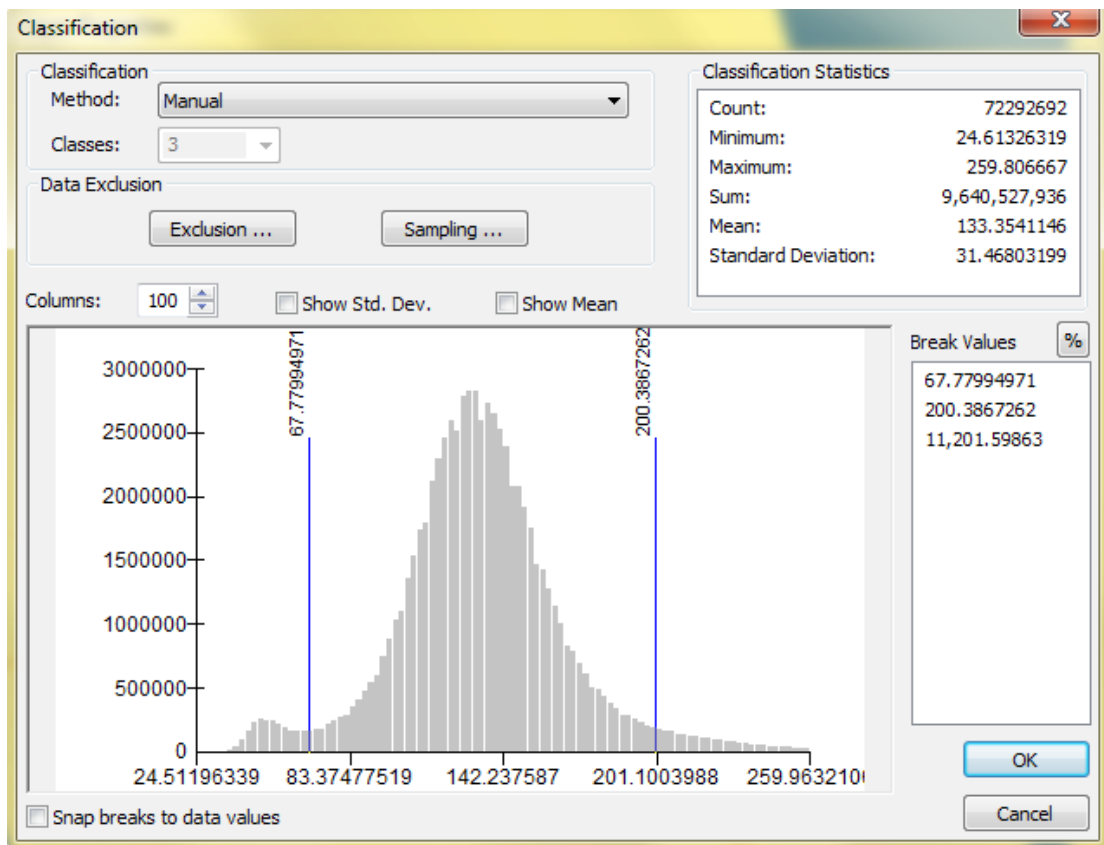 Classification
Classification
Method: Manual
Classes: 3
Data Exclusion
Exclusion ...
Sampling ...
Classification Statistics
Count: 72292692
Minimum: 24.61326319
Maximum: 259.806667
Sum: 9,640,527,936
Mean: 133.3541146
Standard Deviation: 31.46803199
Columns: 100
Show Std. Dev.
Show Mean
67.77994971
200.3867262
3000000
2500000
2000000
1500000
1000000
500000
0
24.51196339 83.37477519 142.237587 201.1003988 259.9632106
Break Values %
67.77994971
200.3867262
11,201.59863
OK
Cancel
Snap breaks to data values